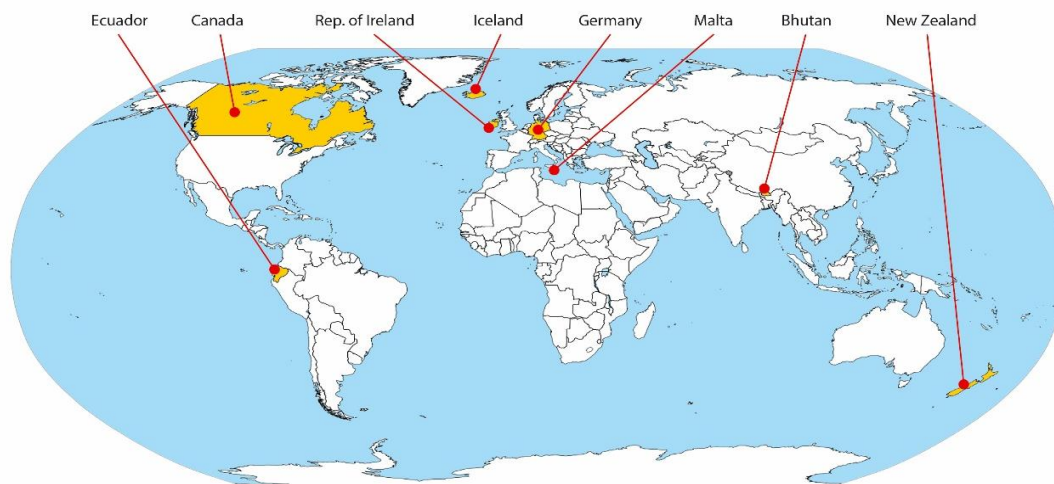 Ecuador
Canada
Rep. of Ireland
Iceland
Germany
Malta
Bhutan
New Zealand